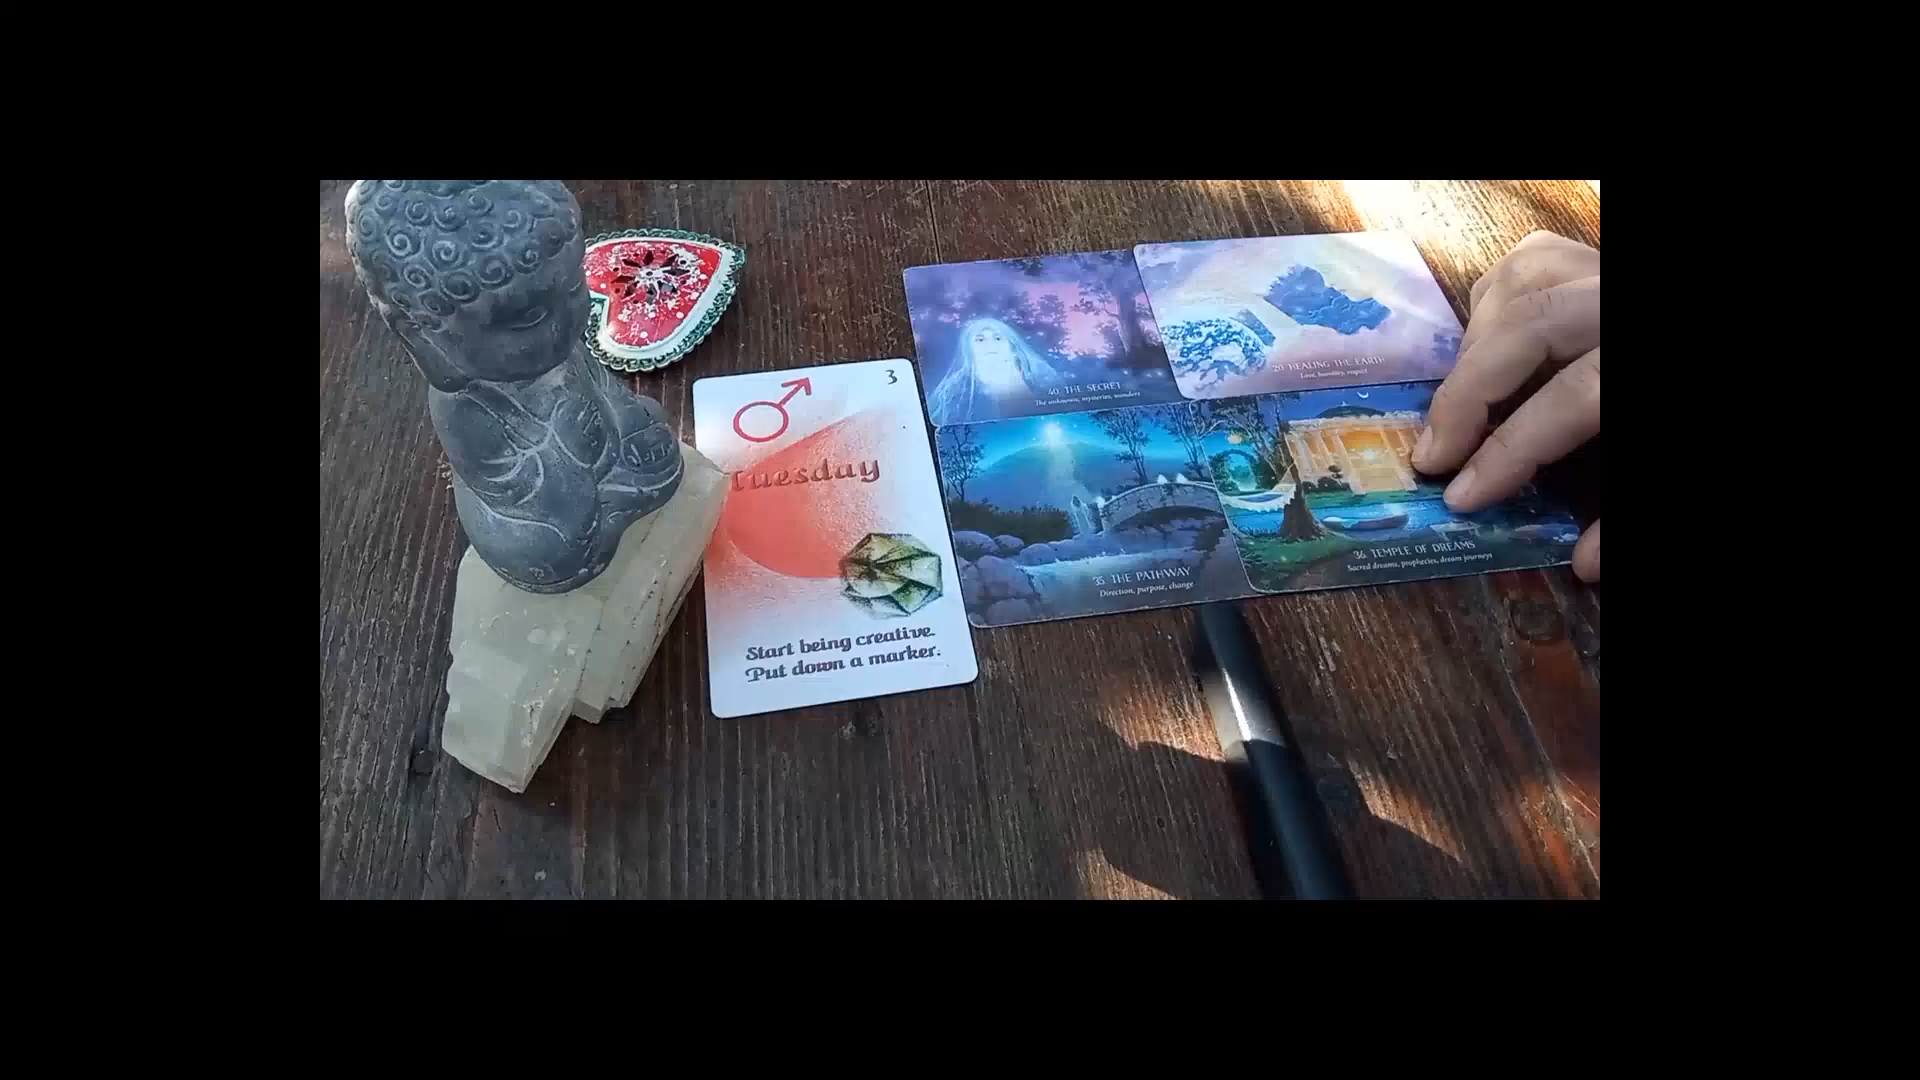 3
Tuesday
Start being creative.
Put down a marker.
40 THE SECRET
The unknown, mysteries, wonders
20 HEALING THE EARTH
Love, humility, respect
35 THE PATHWAY
Direction, purpose, change
36 TEMPLE OF DREAMS
Sacred dreams, prophecies, dream journeys